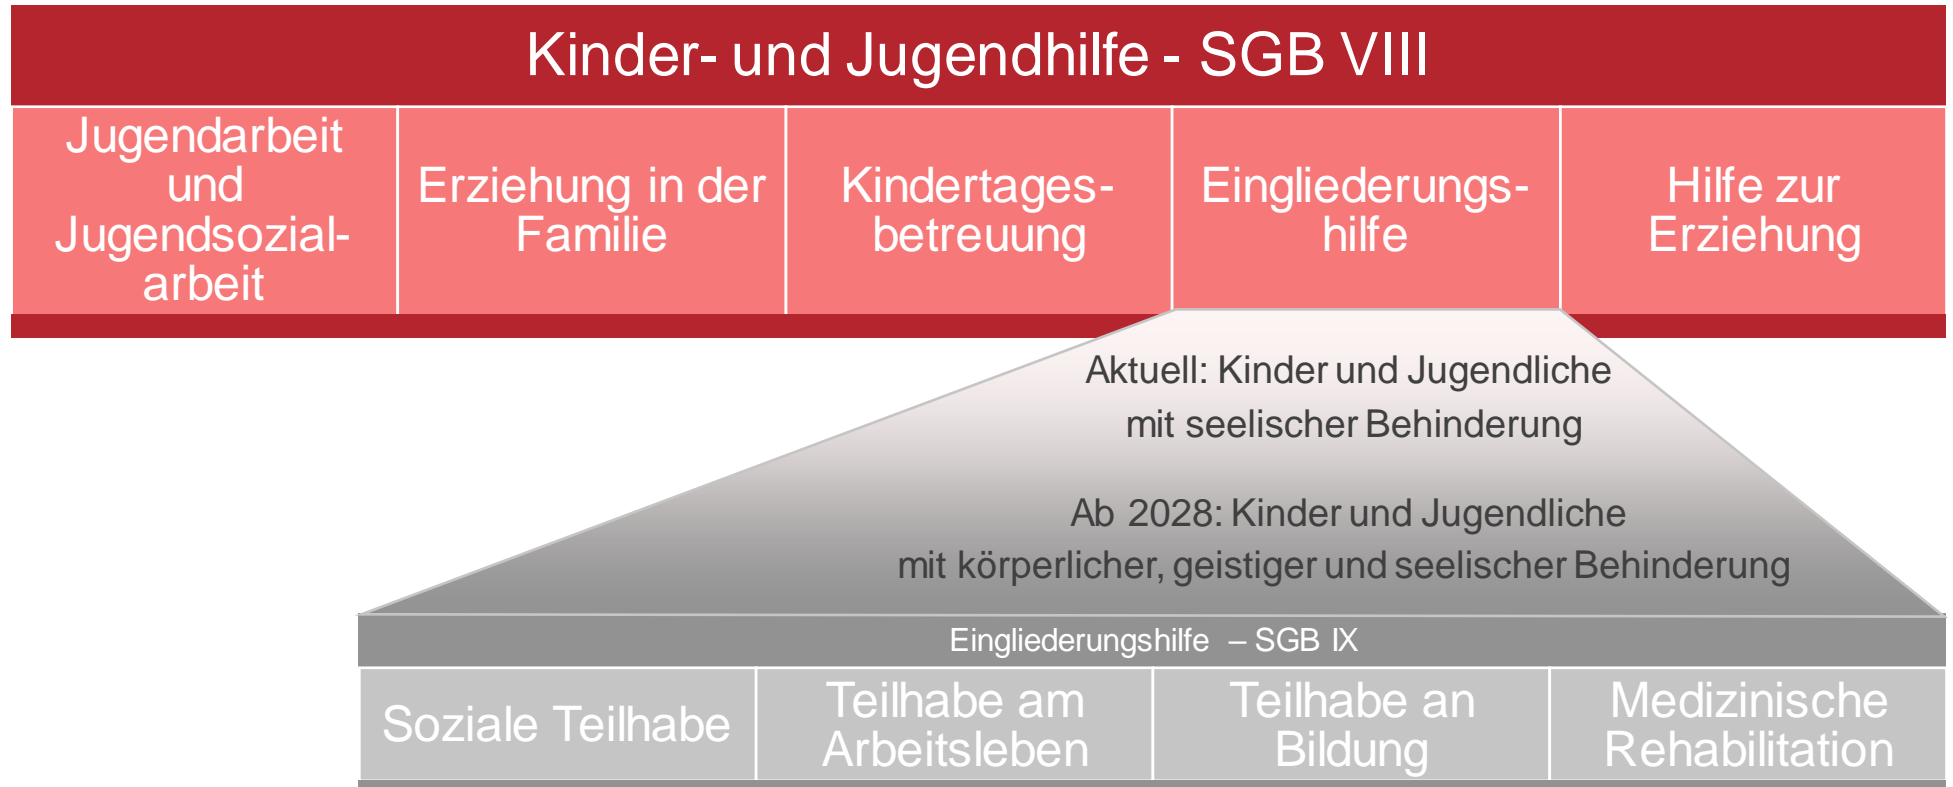 Kinder- und Jugendhilfe - SGB VIII
Jugendarbeit
und
Jugendsozial-
arbeit
Erziehung in der
Familie
Kindertages-
betreuung
Eingliederungs-
hilfe
Hilfe zur
Erziehung
Aktuell: Kinder und Jugendliche
mit seelischer Behinderung
Ab 2028: Kinder und Jugendliche
mit körperlicher, geistiger und seelischer Behinderung
Eingliederungshilfe – SGB IX
Soziale Teilhabe
Teilhabe am
Arbeitsleben
Teilhabe an
Bildung
Medizinische
Rehabilitation